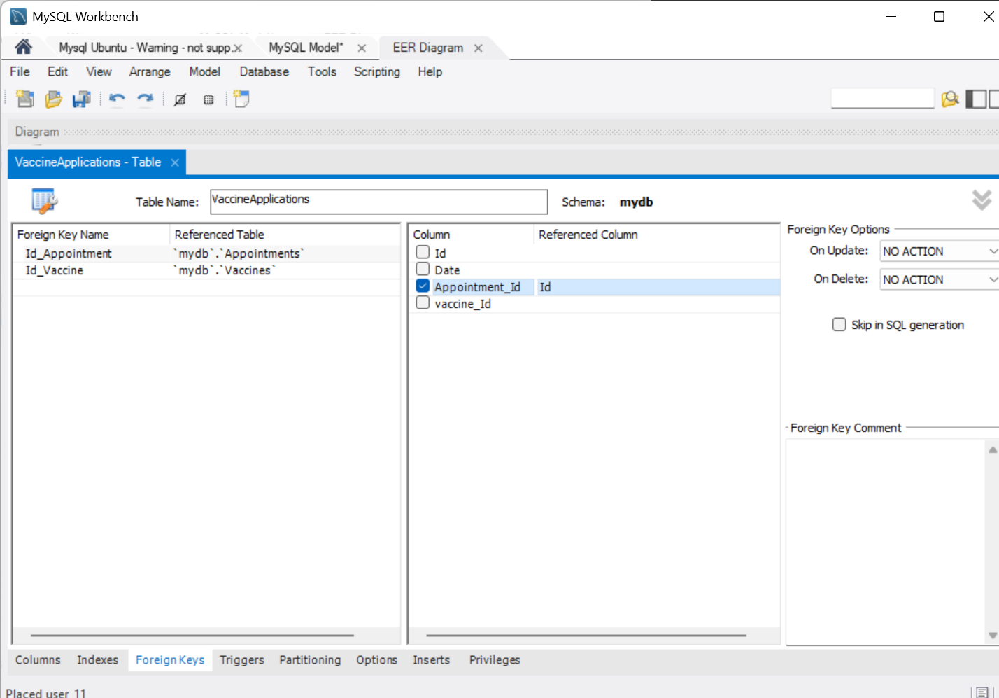 MySQL Workbench
Mysql Ubuntu - Warning - not supp.
MySQL Model*
EER Diagram
File Edit View Arrange Model Database Tools Scripting Help
Diagram
VaccineApplications - Table
Table Name: VaccineApplications Schema: mydb
Foreign Key Name Referenced Table
Id_Appointment `mydb`.`Appointments`
Id_Vaccine `mydb`.`Vaccines`
Column Referenced Column
Id
Date
Appointment_Id Id
vaccine_Id
Foreign Key Options
On Update: NO ACTION
On Delete: NO ACTION
Skip in SQL generation
Foreign Key Comment
Columns Indexes Foreign Keys Triggers Partitioning Options Inserts Privileges
Placed user_11